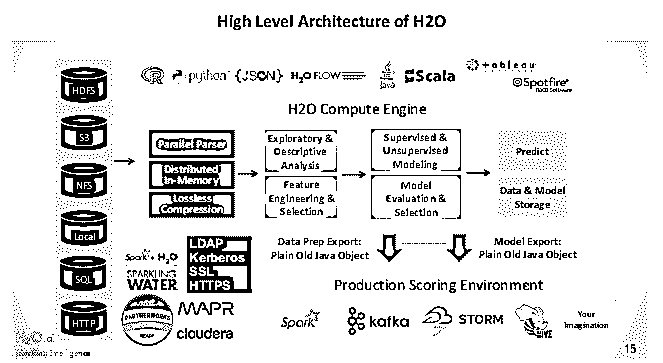 High Level Architecture of H2O
HDFS
S3
NFS
Local
SQL
HTTP
R python {JSON} H2O FLOW Java Scala +ableau
Spotfire
TIBCO Software
H2O Compute Engine
Parallel Parser
Distributed
In-Memory
Lossless
Compression
Exploratory &
Descriptive
Analysis
Feature
Engineering &
Selection
Supervised &
Unsupervised
Modeling
Model
Evaluation &
Selection
Predict
Data & Model
Storage
Spark + H2O
SPARKLING
WATER
LDAP
Kerberos
SSL
HTTPS
Data Prep Export:
Plain Old Java Object
Model Export:
Plain Old Java Object
Production Scoring Environment
PARTNERWORKS
MAPR
cloudera
Spark kafka STORM HIVE
Your
Imagination
15